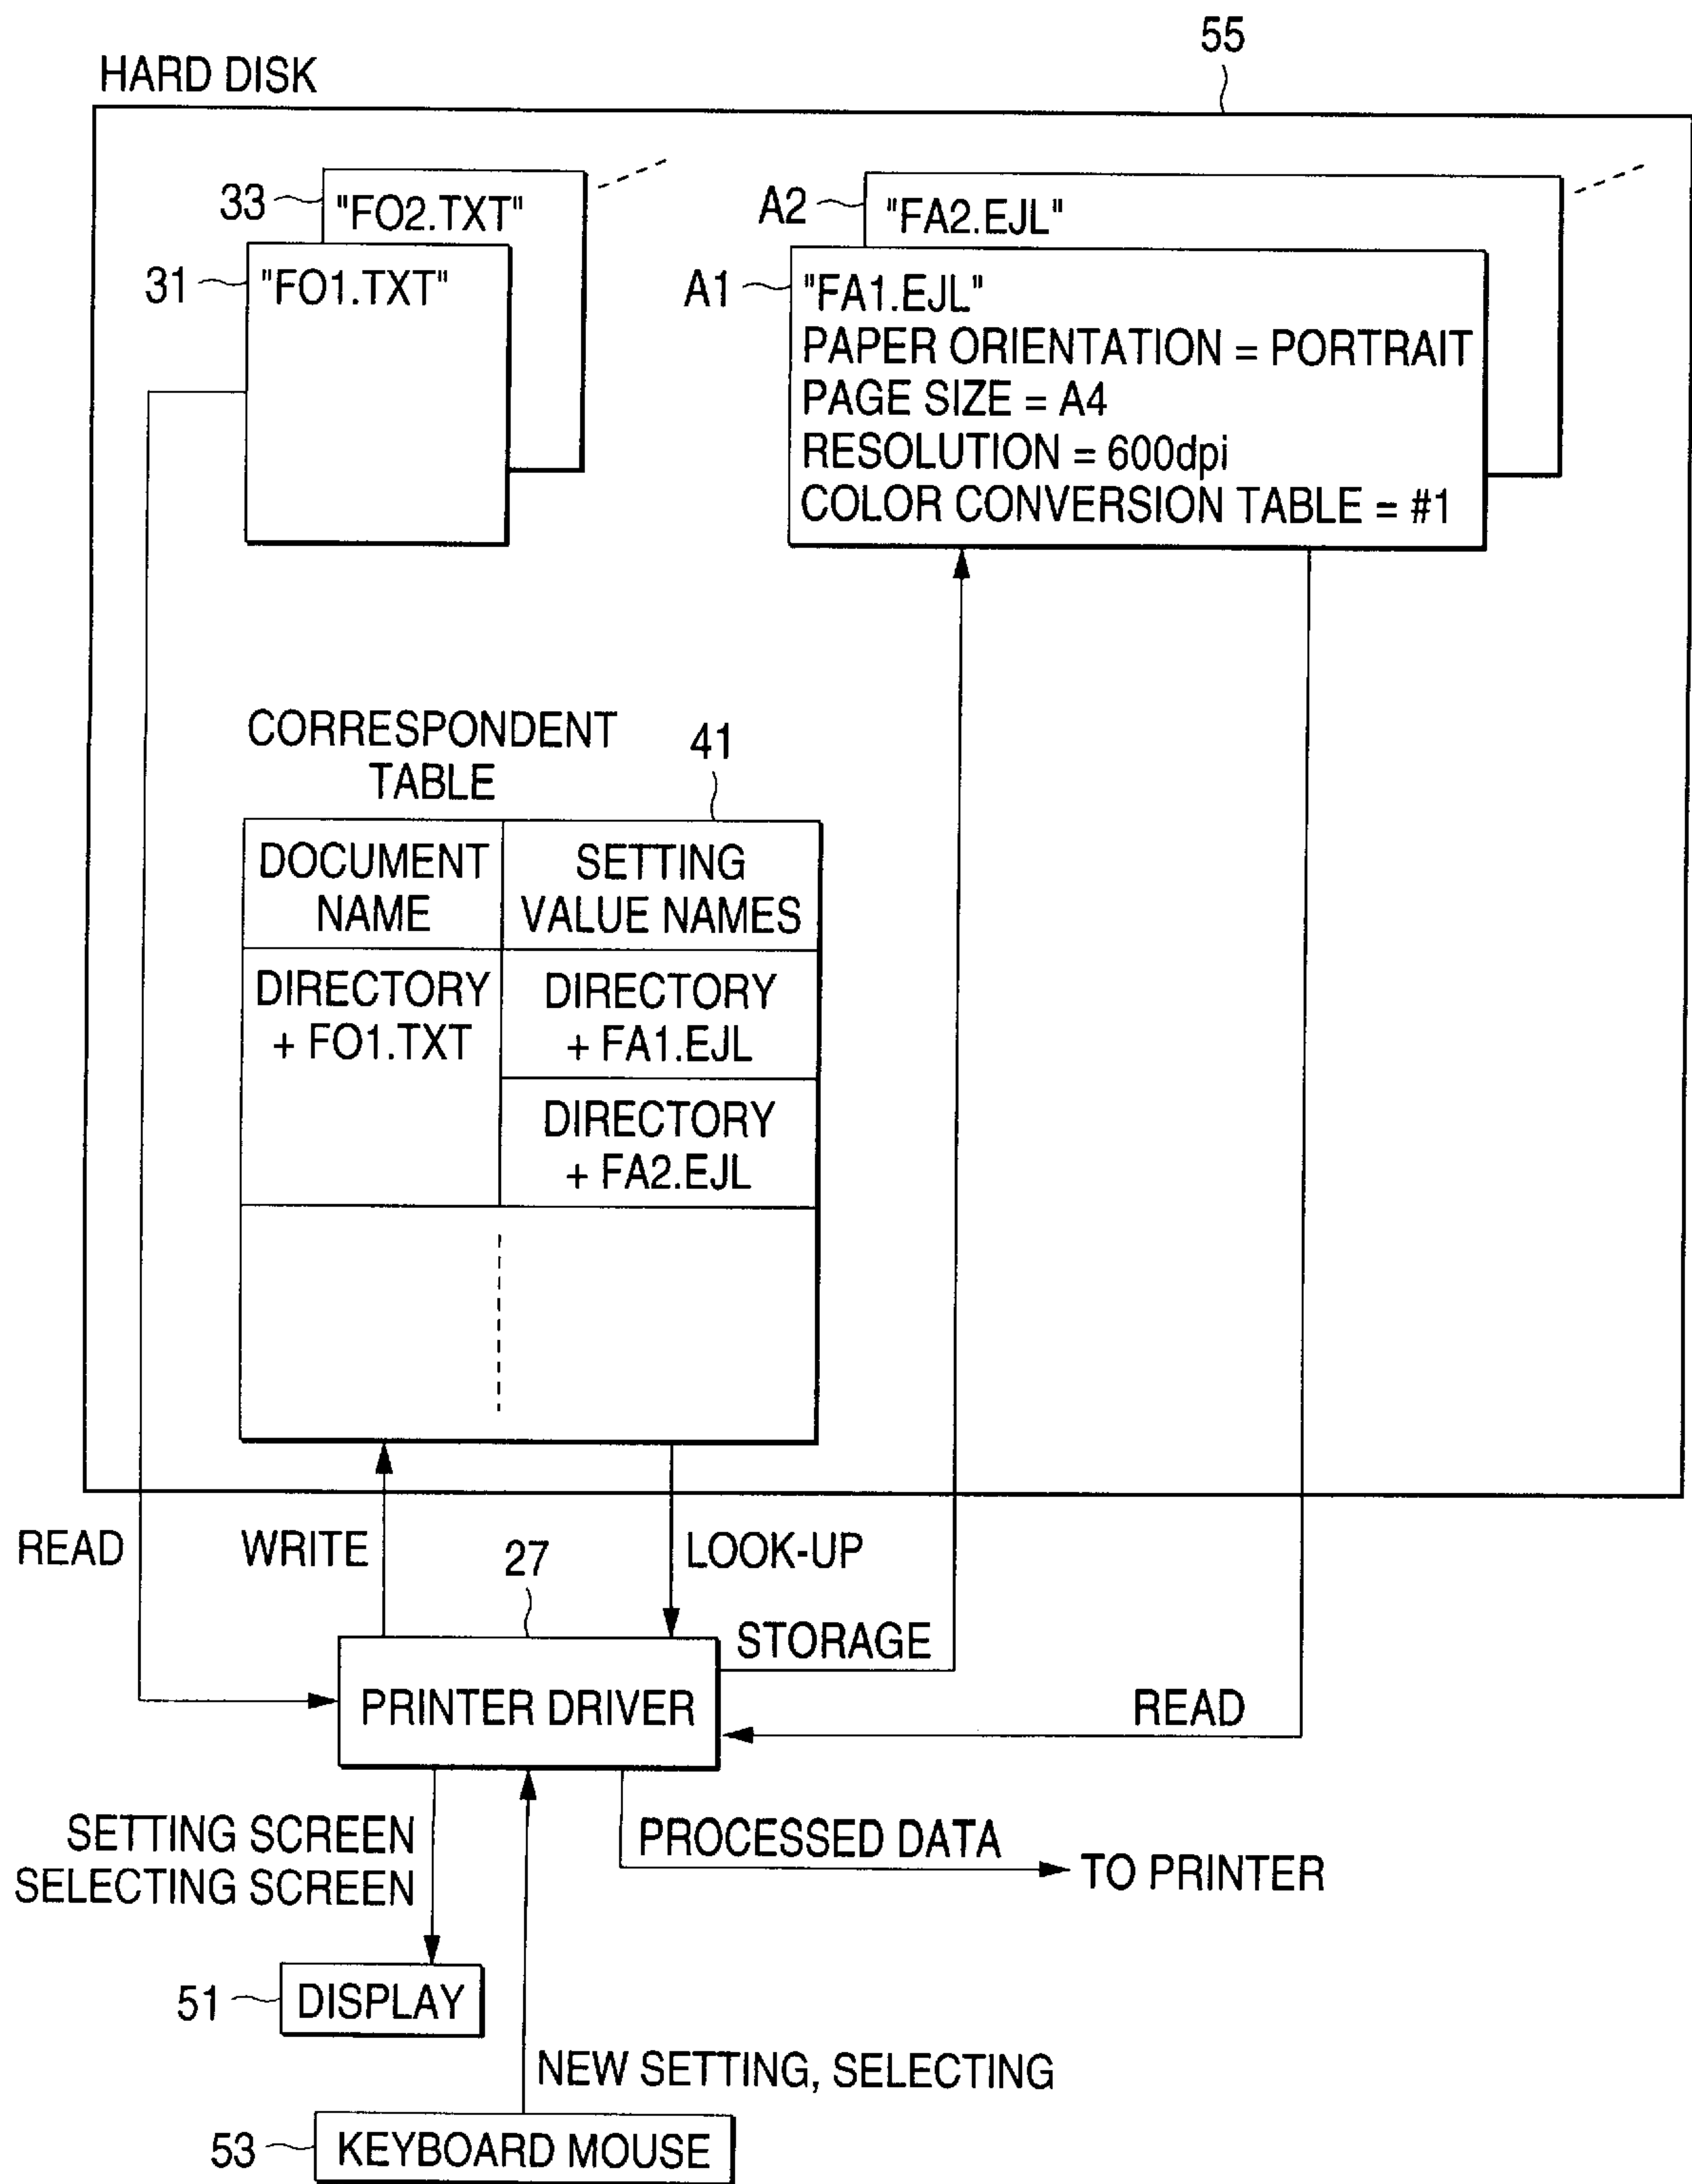 55
HARD DISK
33
"FO2.TXT"
31
"FO1.TXT"
A2
"FA2.EJL"
A1
"FA1.EJL"
PAPER ORIENTATION = PORTRAIT
PAGE SIZE = A4
RESOLUTION = 600dpi
COLOR CONVERSION TABLE = #1
CORRESPONDENT
TABLE
41
DOCUMENT
NAME
SETTING
VALUE NAMES
DIRECTORY
+ FO1.TXT
DIRECTORY
+ FA1.EJL
DIRECTORY
+ FA2.EJL
READ
WRITE
27
LOOK-UP
STORAGE
PRINTER DRIVER
READ
SETTING SCREEN
SELECTING SCREEN
PROCESSED DATA
TO PRINTER
51
DISPLAY
NEW SETTING, SELECTING
53
KEYBOARD MOUSE